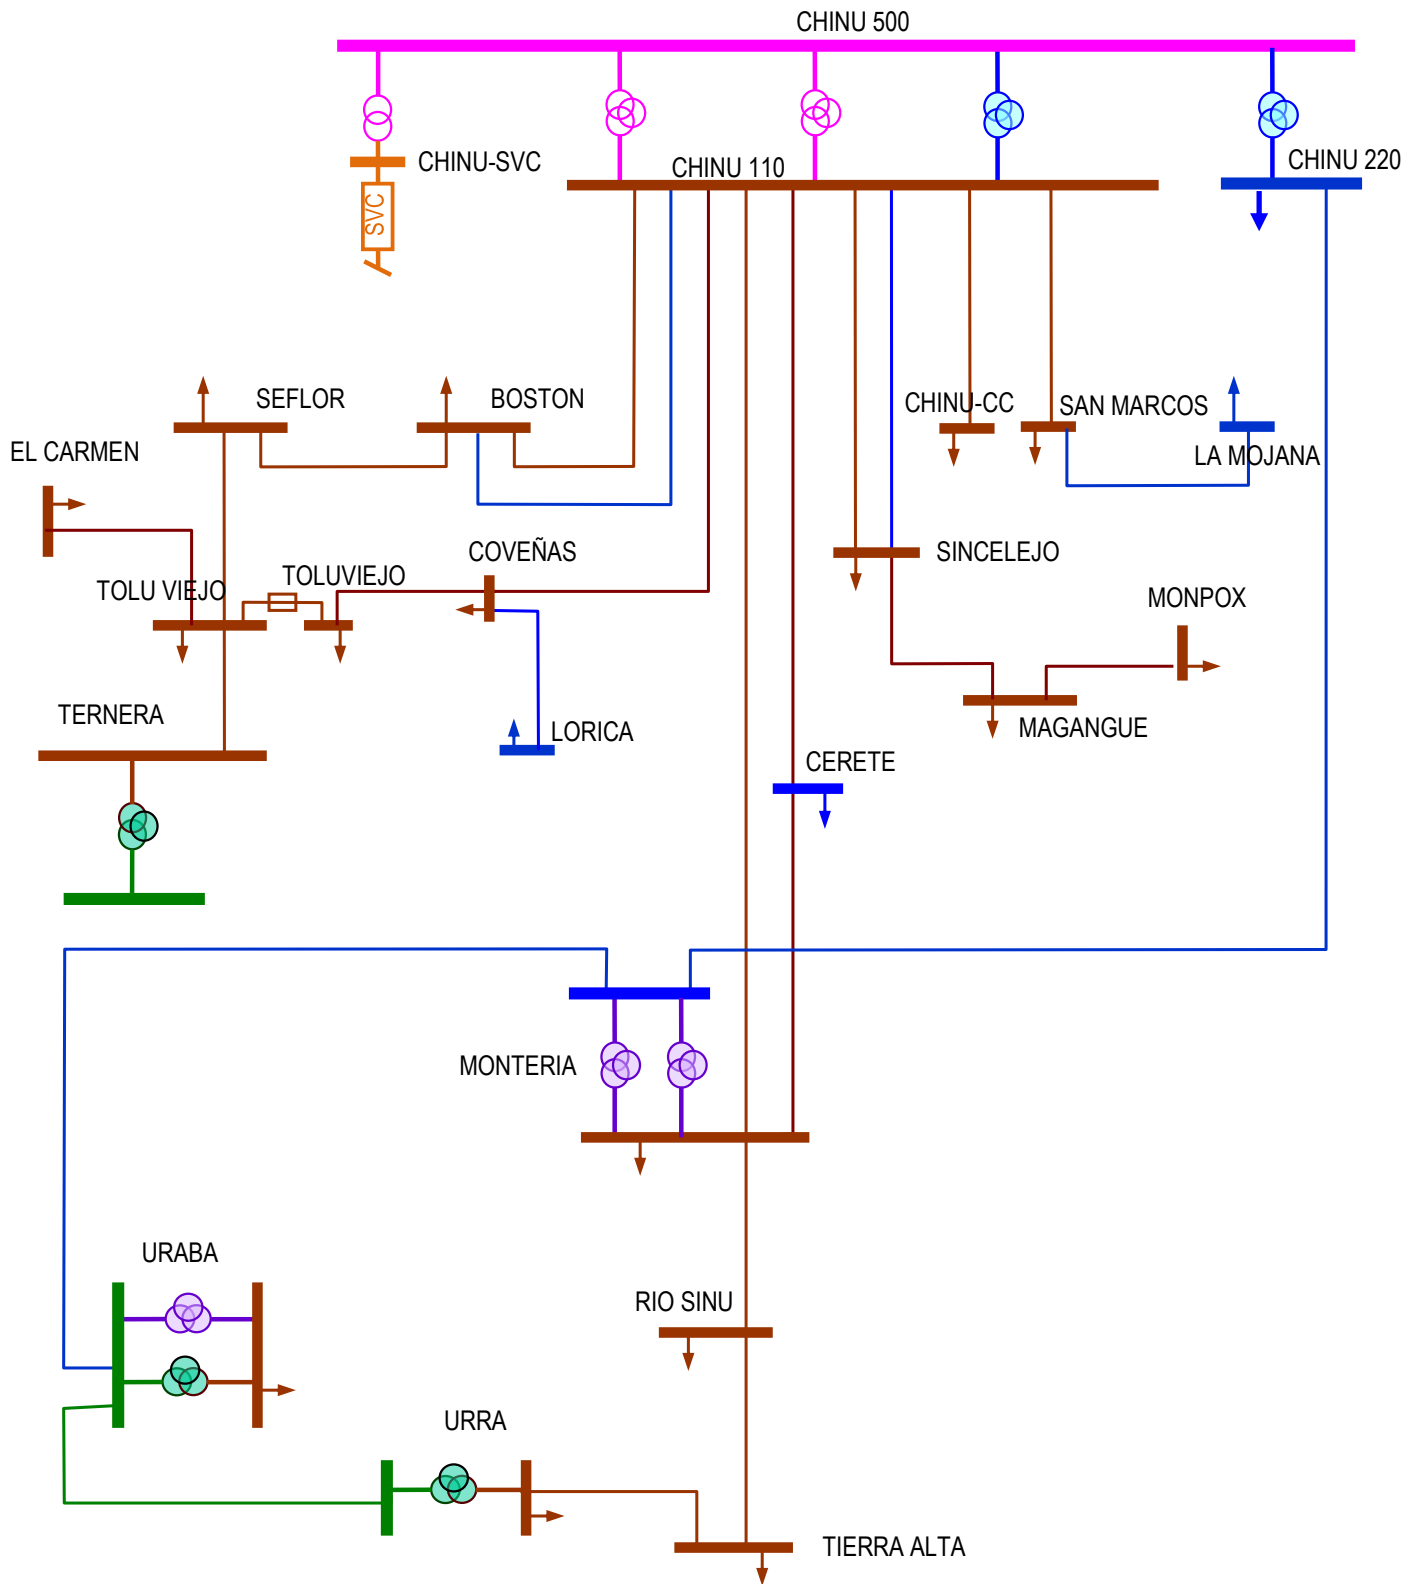 CHINU 500
CHINU-SVC
CHINU 110
CHINU 220
SVC
SEFLOR
BOSTON
CHINU-CC
SAN MARCOS
EL CARMEN
LA MOJANA
COVEÑAS
SINCELEJO
TOLU VIEJO
TOLUVIEJO
MONPOX
TERNERA
LORICA
MAGANGUE
CERETE
MONTERIA
URABA
RIO SINU
URRA
TIERRA ALTA